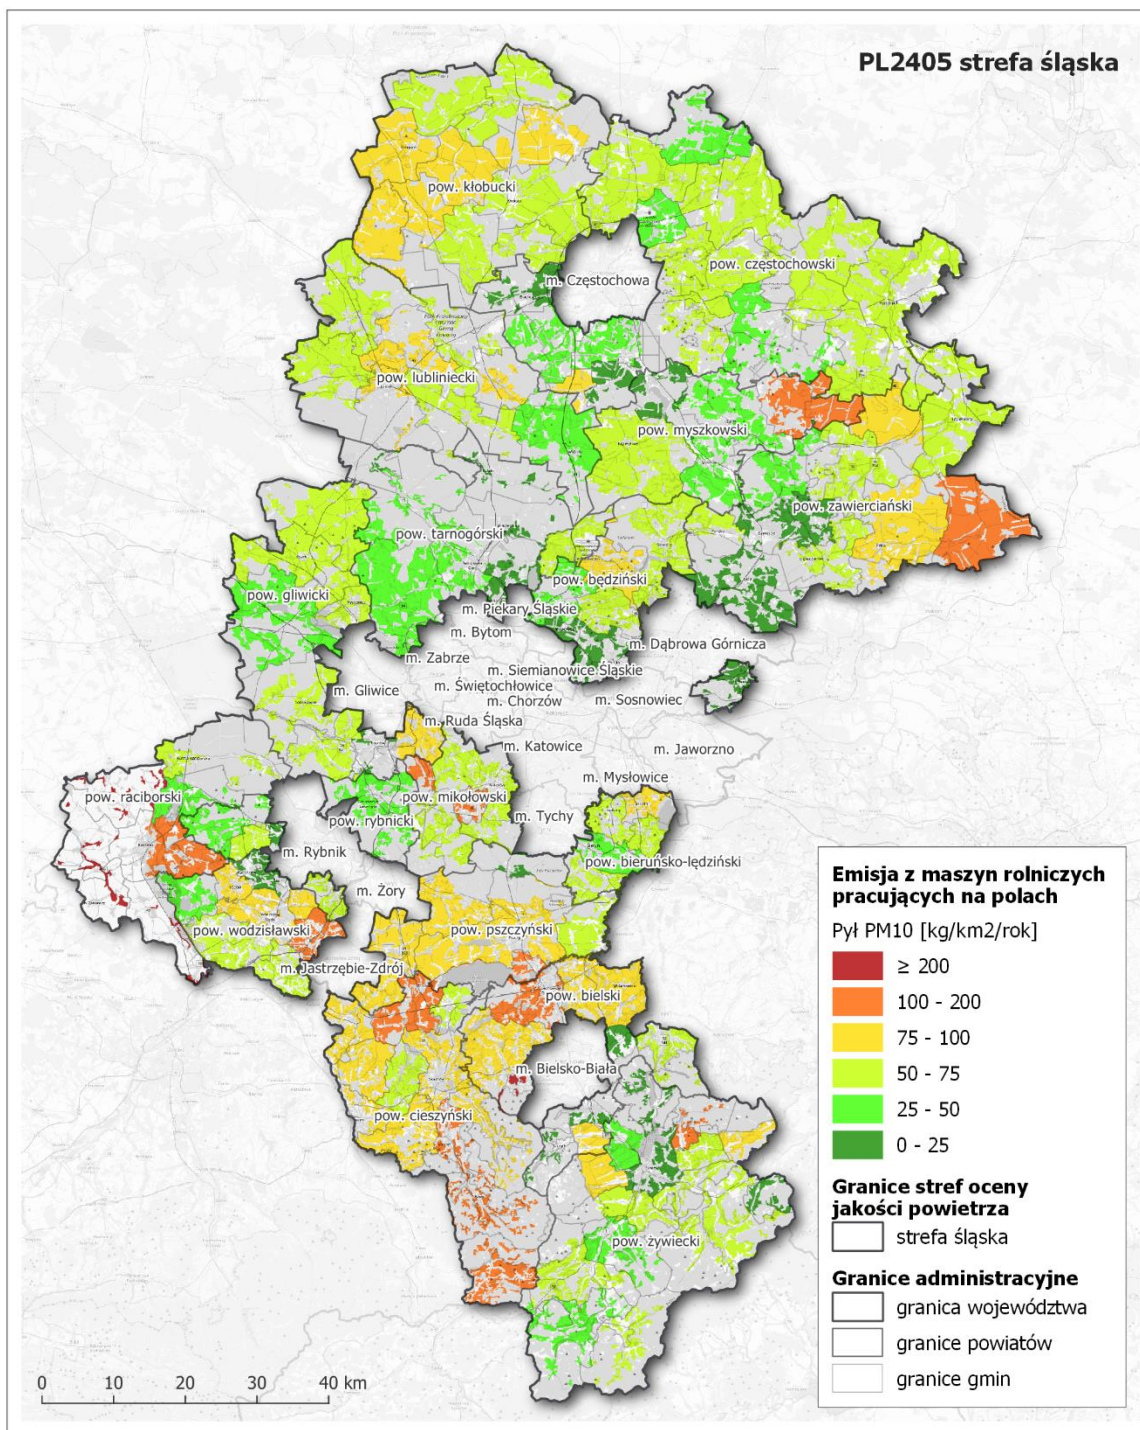 PL2405 strefa śląska
pow. kłobucki
pow. częstochowski
m. Częstochowa
pow. lubliniecki
pow. myszkowski
pow. zawierciański
pow. tarnogórski
pow. będziński
pow. gliwicki
m. Piekary Śląskie
m. Bytom
m. Dąbrowa Górnicza
m. Zabrze
m. Siemianowice Śląskie
m. Świętochłowice
m. Gliwice
m. Chorzów
m. Sosnowiec
m. Ruda Śląska
m. Katowice
m. Jaworzno
m. Mysłowice
pow. raciborski
pow. mikołowski
m. Tychy
pow. rybnicki
m. Rybnik
pow. bieruńsko-lędziński
m. Żory
pow. wodzisławski
pow. pszczyński
m. Jastrzębie-Zdrój
pow. bielski
m. Bielsko-Biała
pow. cieszyński
pow. żywiecki
Emisja z maszyn rolniczych
pracujących na polach
Pył PM10 [kg/km2/rok]
≥ 200
100 - 200
75 - 100
50 - 75
25 - 50
0 - 25
Granice stref oceny
jakości powietrza
strefa śląska
Granice administracyjne
granica województwa
granice powiatów
granice gmin
0 10 20 30 40 km